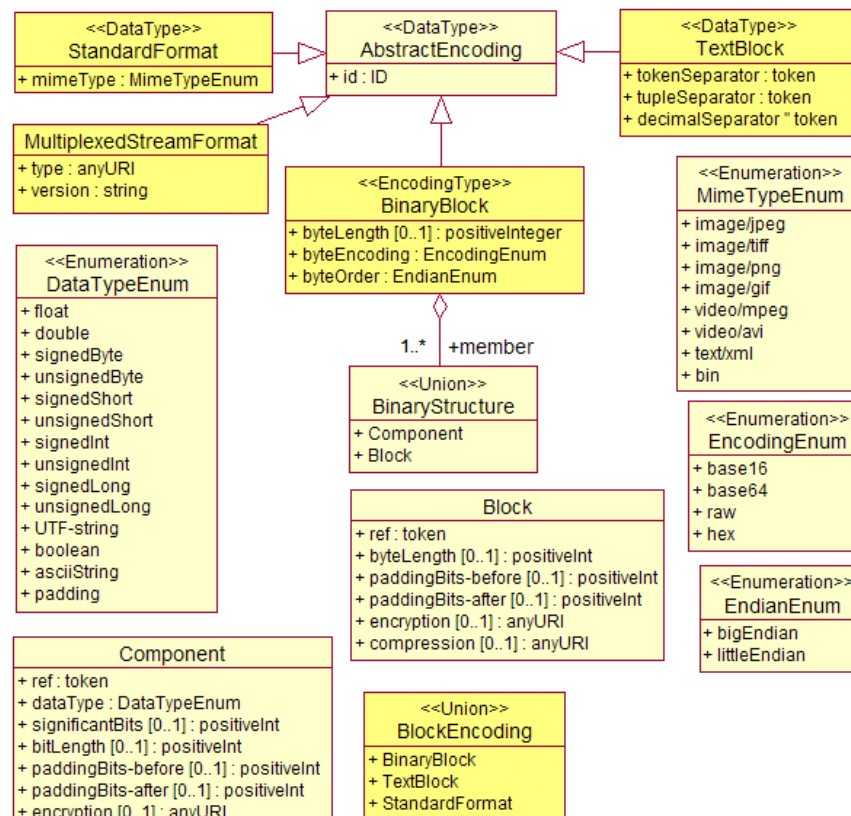 <<DataType>>
StandardFormat
+ mimeType : MimeTypeEnum
<<DataType>>
AbstractEncoding
+ id : ID
<<DataType>>
TextBlock
+ tokenSeparator : token
+ tupleSeparator : token
+ decimalSeparator " token
MultiplexedStreamFormat
+ type : anyURI
+ version : string
<<EncodingType>>
BinaryBlock
+ byteLength [0..1] : positiveInteger
+ byteEncoding : EncodingEnum
+ byteOrder : EndianEnum
<<Enumeration>>
MimeTypeEnum
+ image/jpeg
+ image/tiff
+ image/png
+ image/gif
+ video/mpeg
+ video/avi
+ text/xml
+ bin
<<Enumeration>>
DataTypeEnum
+ float
+ double
+ signedByte
+ unsignedByte
+ signedShort
+ unsignedShort
+ signedInt
+ unsignedInt
+ signedLong
+ unsignedLong
+ UTF-string
+ boolean
+ asciiString
+ padding
1..* +member
<<Union>>
BinaryStructure
+ Component
+ Block
<<Enumeration>>
EncodingEnum
+ base16
+ base64
+ raw
+ hex
Block
+ ref : token
+ byteLength [0..1] : positiveInt
+ paddingBits-before [0..1] : positiveInt
+ paddingBits-after [0..1] : positiveInt
+ encryption [0..1] : anyURI
+ compression [0..1] : anyURI
<<Enumeration>>
EndianEnum
+ bigEndian
+ littleEndian
Component
+ ref : token
+ dataType : DataTypeEnum
+ significantBits [0..1] : positiveInt
+ bitLength [0..1] : positiveInt
+ paddingBits-before [0..1] : positiveInt
+ paddingBits-after [0..1] : positiveInt
+ encryption [0..1] : anyURI
<<Union>>
BlockEncoding
+ BinaryBlock
+ TextBlock
+ StandardFormat